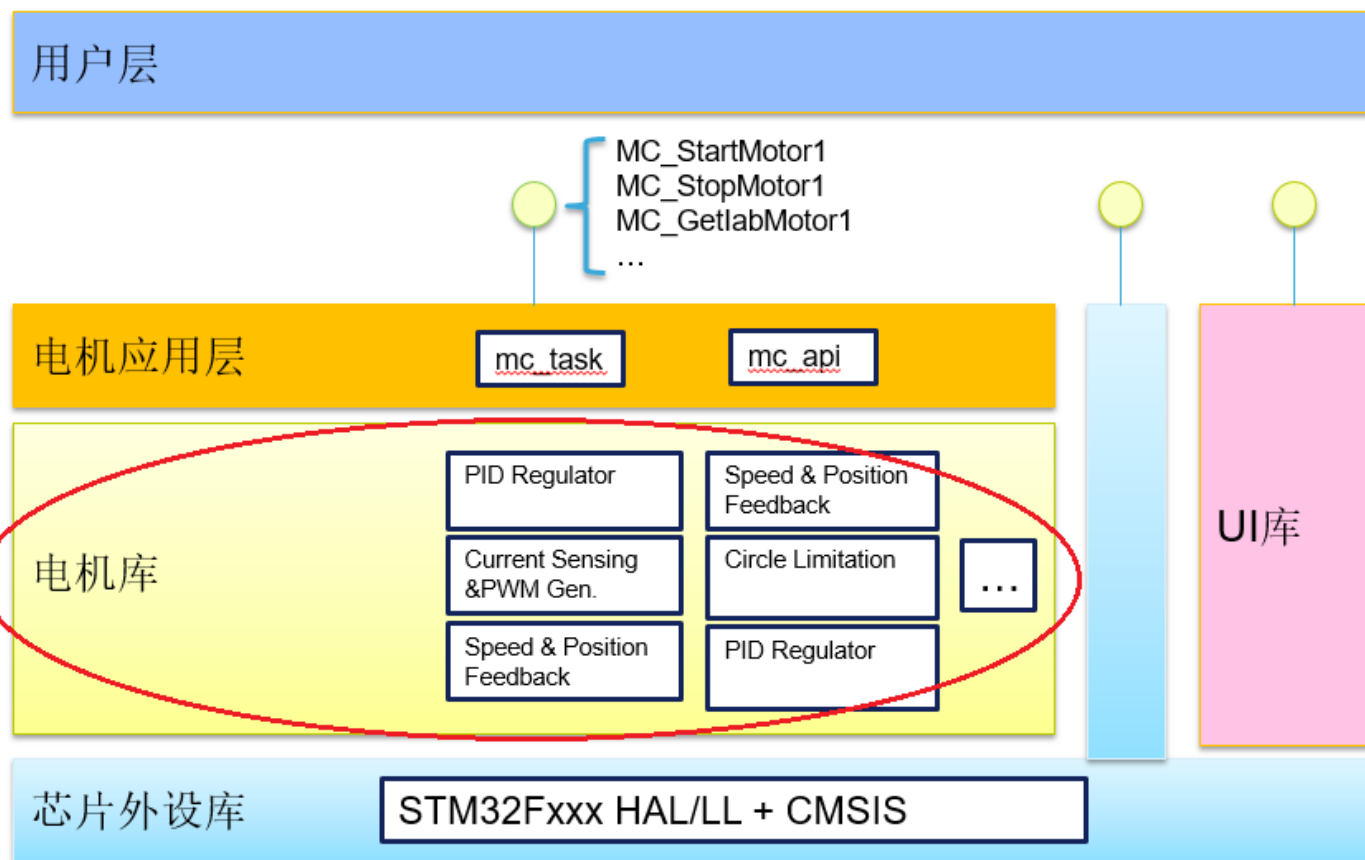 用户层
MC_StartMotor1
MC_StopMotor1
MC_GetIabMotor1
...
电机应用层
mc_task
mc_api
电机库
PID Regulator
Speed & Position
Feedback
Current Sensing
&PWM Gen.
Circle Limitation
...
Speed & Position
Feedback
PID Regulator
UI库
芯片外设库
STM32Fxxx HAL/LL + CMSIS